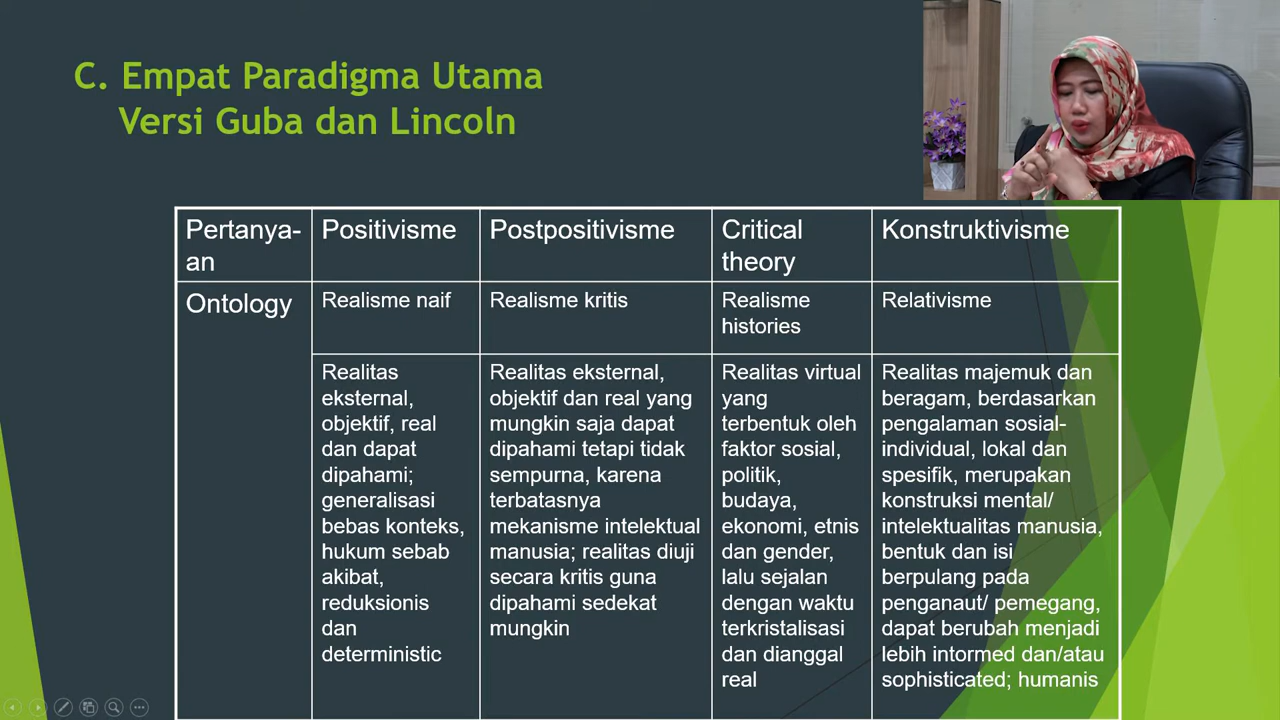 C. Empat Paradigma Utama
Versi Guba dan Lincoln
Pertanya-
an
Positivisme
Postpositivisme
Critical
theory
Konstruktivisme
Ontology
Realisme naif
Realisme kritis
Realisme
histories
Relativisme
Realitas
eksternal,
objektif, real
dan dapat
dipahami;
generalisasi
bebas konteks,
hukum sebab
akibat,
reduksionis
dan
deterministic
Realitas eksternal,
objektif dan real yang
mungkin saja dapat
dipahami tetapi tidak
sempurna, karena
terbatasnya
mekanisme intelektual
manusia; realitas diuji
secara kritis guna
dipahami sedekat
mungkin
Realitas virtual
yang
terbentuk oleh
faktor sosial,
politik,
budaya,
ekonomi, etnis
dan gender,
lalu sejalan
dengan waktu
terkristalisasi
dan dianggal
real
Realitas majemuk dan
beragam, berdasarkan
pengalaman sosial-
individual, lokal dan
spesifik, merupakan
konstruksi mental/
intelektualitas manusia,
bentuk dan isi
berpulang pada
penganaut/ pemegang,
dapat berubah menjadi
lebih intormed dan/atau
sophisticated; humanis